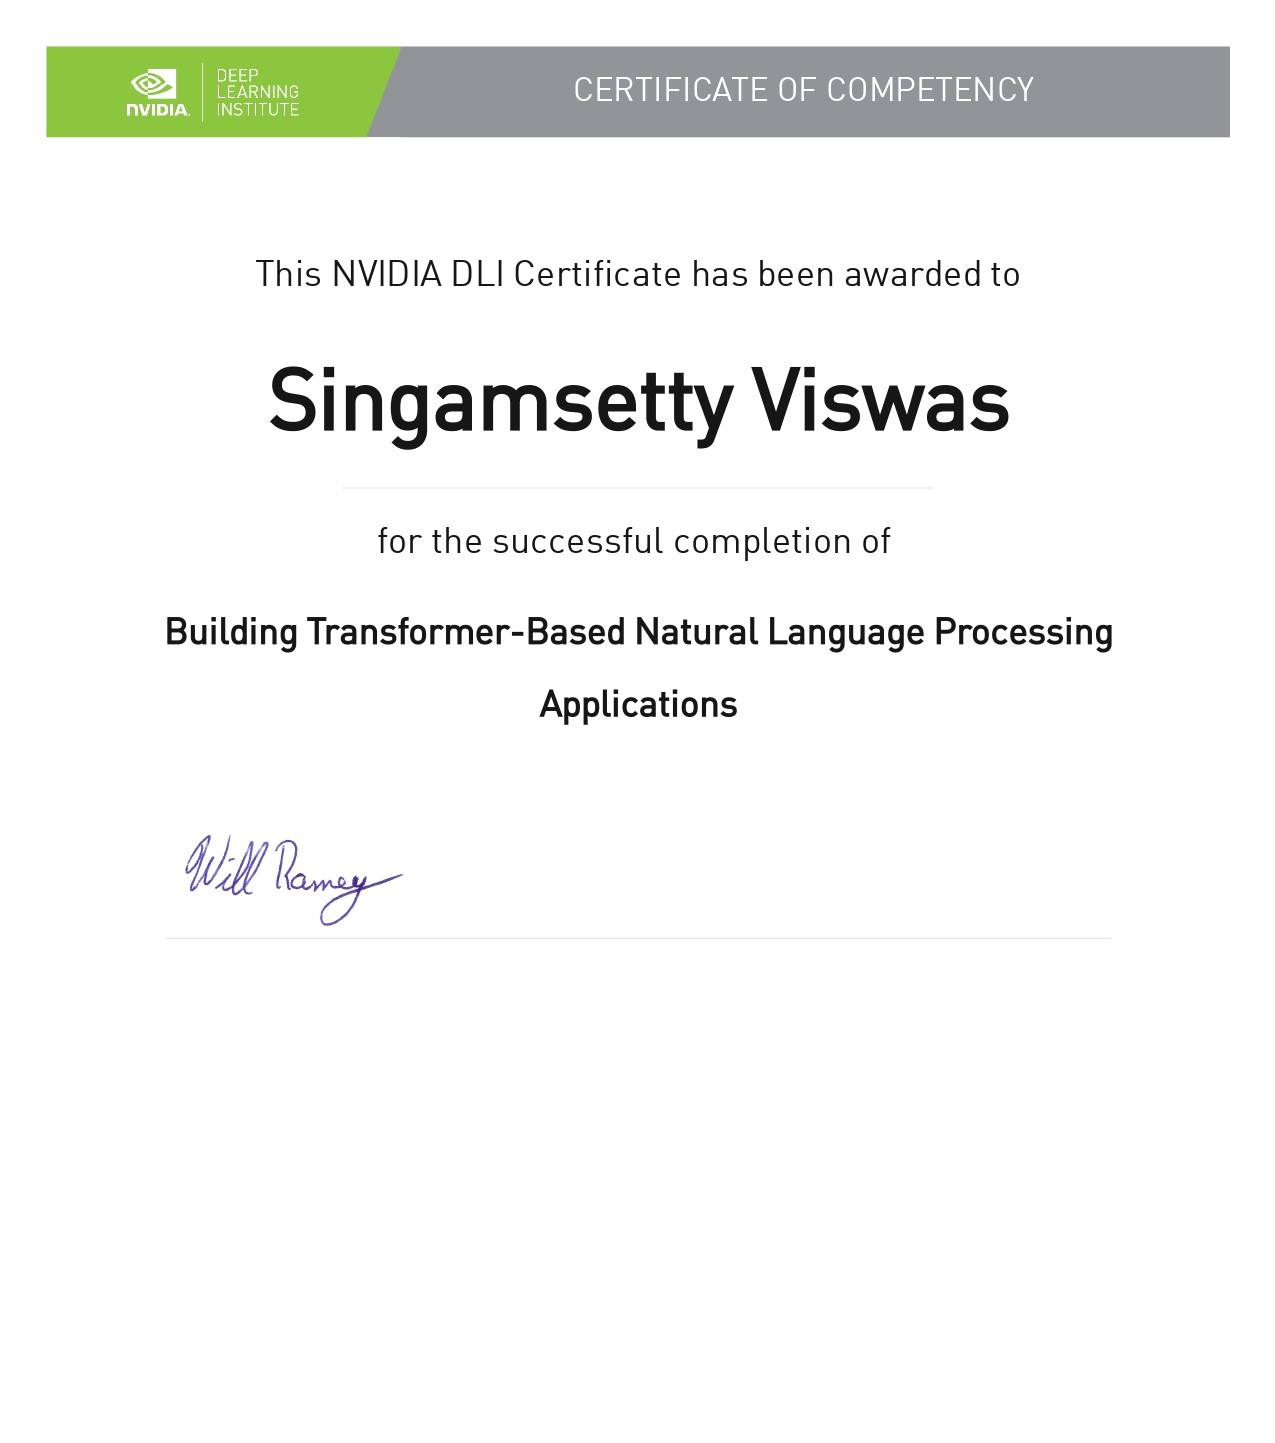 NVIDIA.
DEEP
LEARNING
INSTITUTE
CERTIFICATE OF COMPETENCY
This NVIDIA DLI Certificate has been awarded to
Singamsetty Viswas
for the successful completion of
Building Transformer-Based Natural Language Processing
Applications
Will Ramey